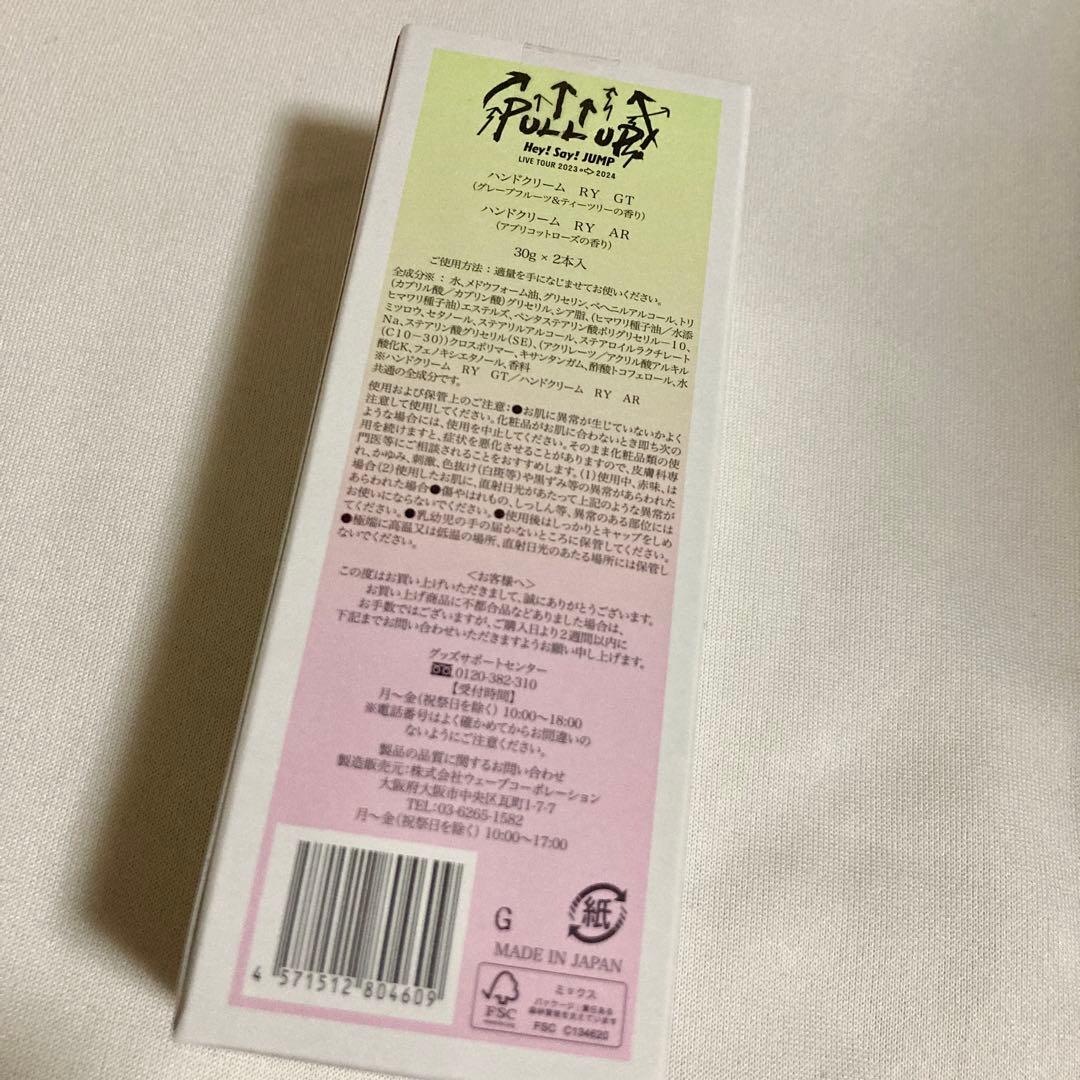 PULL UP!
Hey! Say! JUMP
LIVE TOUR 2023⇨2024
ハンドクリーム RY GT
(グレープフルーツ&ティーツリーの香り)
ハンドクリーム RY AR
(アプリコットローズの香り)
30g×2本入
ご使用方法:適量を手になじませてお使いください。
全成分※:水、メドウフォーム油、グリセリン、ベヘニルアルコール、トリ
(カプリル酸/カプリン酸)グリセリル、シア脂、(ヒマワリ種子油/水添
ヒマワリ種子油)エステルズ、ペンタステアリン酸ポリグリセリル-10、
ミツロウ、セタノール、ステアリルアルコール、ステアロイルラクチレート
Na、ステアリン酸グリセリル(SE)、(アクリレーツ/アクリル酸アルキル
(C10-30))クロスポリマー、キサンタンガム、酢酸トコフェロール、水
酸化K、フェノキシエタノール、香料
※ハンドクリーム RY GT/ハンドクリーム RY AR
共通の全成分です。
使用および保管上のご注意:●お肌に異常が生じていないかよく
注意して使用してください。化粧品がお肌に合わないとき即ち次の
ような場合には、使用を中止してください。そのまま化粧品類の使
用を続けますと、症状を悪化させることがありますので、皮膚科専
門医等にご相談されることをおすすめします。(1)使用中、赤味、は
れ、かゆみ、刺激、色抜け(白斑等)や黒ずみ等の異常があらわれた
場合(2)使用したお肌に、直射日光があたって上記のような異常が
あらわれた場合●傷やはれもの、しっしん等、異常のある部位には
お使いにならないでください。●使用後はしっかりとキャップをしめ
てください。●乳幼児の手の届かないところに保管してください。
●極端に高温又は低温の場所、直射日光のあたる場所には保管し
ないでください。
<お客様へ>
この度はお買い上げいただきまして、誠にありがとうございます。
お買い上げ商品に不都合品などありました場合は、
お手数ではございますが、ご購入日より2週間以内に
下記までお問い合わせいただきますようお願い申し上げます。
グッズサポートセンター
0120-382-310
【受付時間】
月~金(祝祭日を除く)10:00~18:00
※電話番号はよく確かめてからお間違いの
ないようにご注意ください。
製品の品質に関するお問い合わせ
製造販売元:株式会社ウェーブコーポレーション
大阪府大阪市中央区瓦町1-7-7
TEL:03-6265-1582
月~金(祝祭日を除く)10:00~17:00
G
紙
MADE IN JAPAN
4 571512 804609
FSC
ミックス
パッケージ|責任ある
森林管理を支えています
FSC C134620